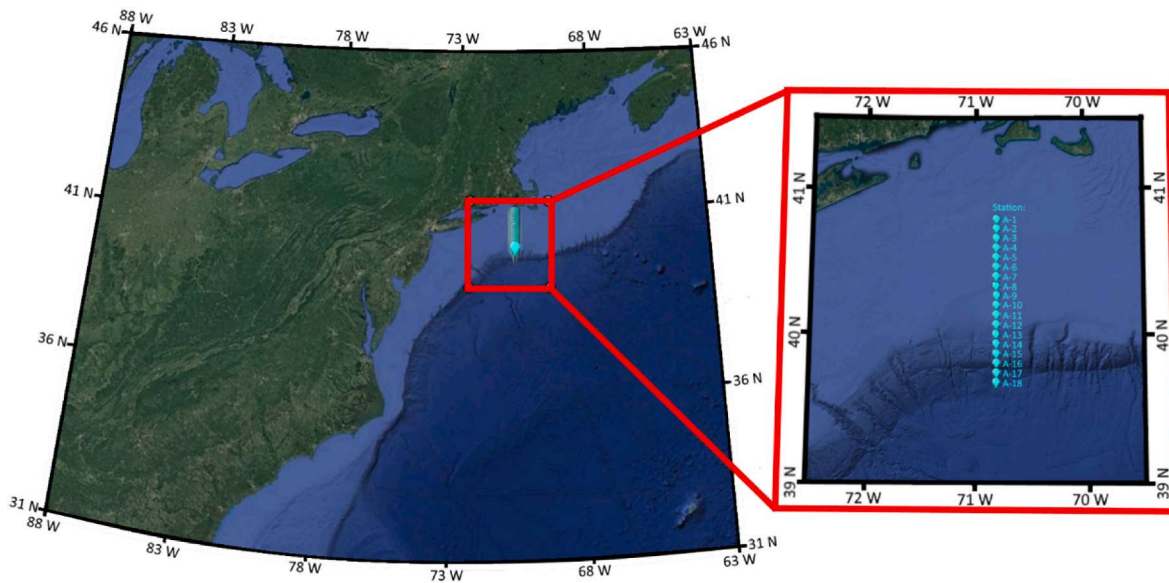 88 W
83 W
78 W
73 W
68 W
63 W
46 N
46 N
41 N
41 N
36 N
36 N
31 N
31 N
88 W
83 W
78 W
73 W
68 W
63 W
72 W
71 W
70 W
41 N
41 N
Station:
A-1
A-2
A-3
A-4
A-5
A-6
A-7
A-8
A-9
A-10
A-11
A-12
A-13
A-14
A-15
A-16
A-17
A-18
40 N
40 N
39 N
39 N
72 W
71 W
70 W